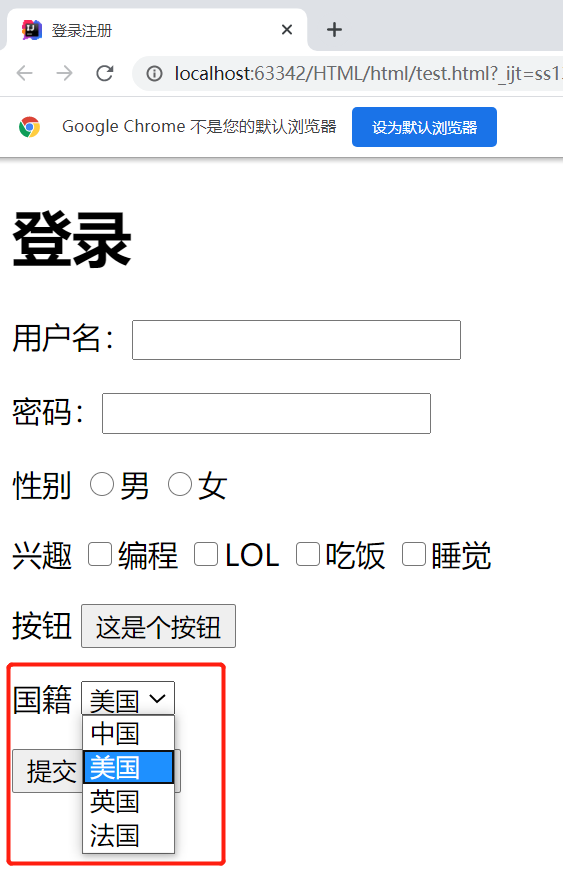 登录注册
localhost:63342/HTML/html/test.html?_ijt=ss1
Google Chrome 不是您的默认浏览器 设为默认浏览器
登录
用户名：
密码：
性别 男 女
兴趣 编程 LOL 吃饭 睡觉
按钮 这是个按钮
国籍 美国
中国
美国
提交
英国
法国